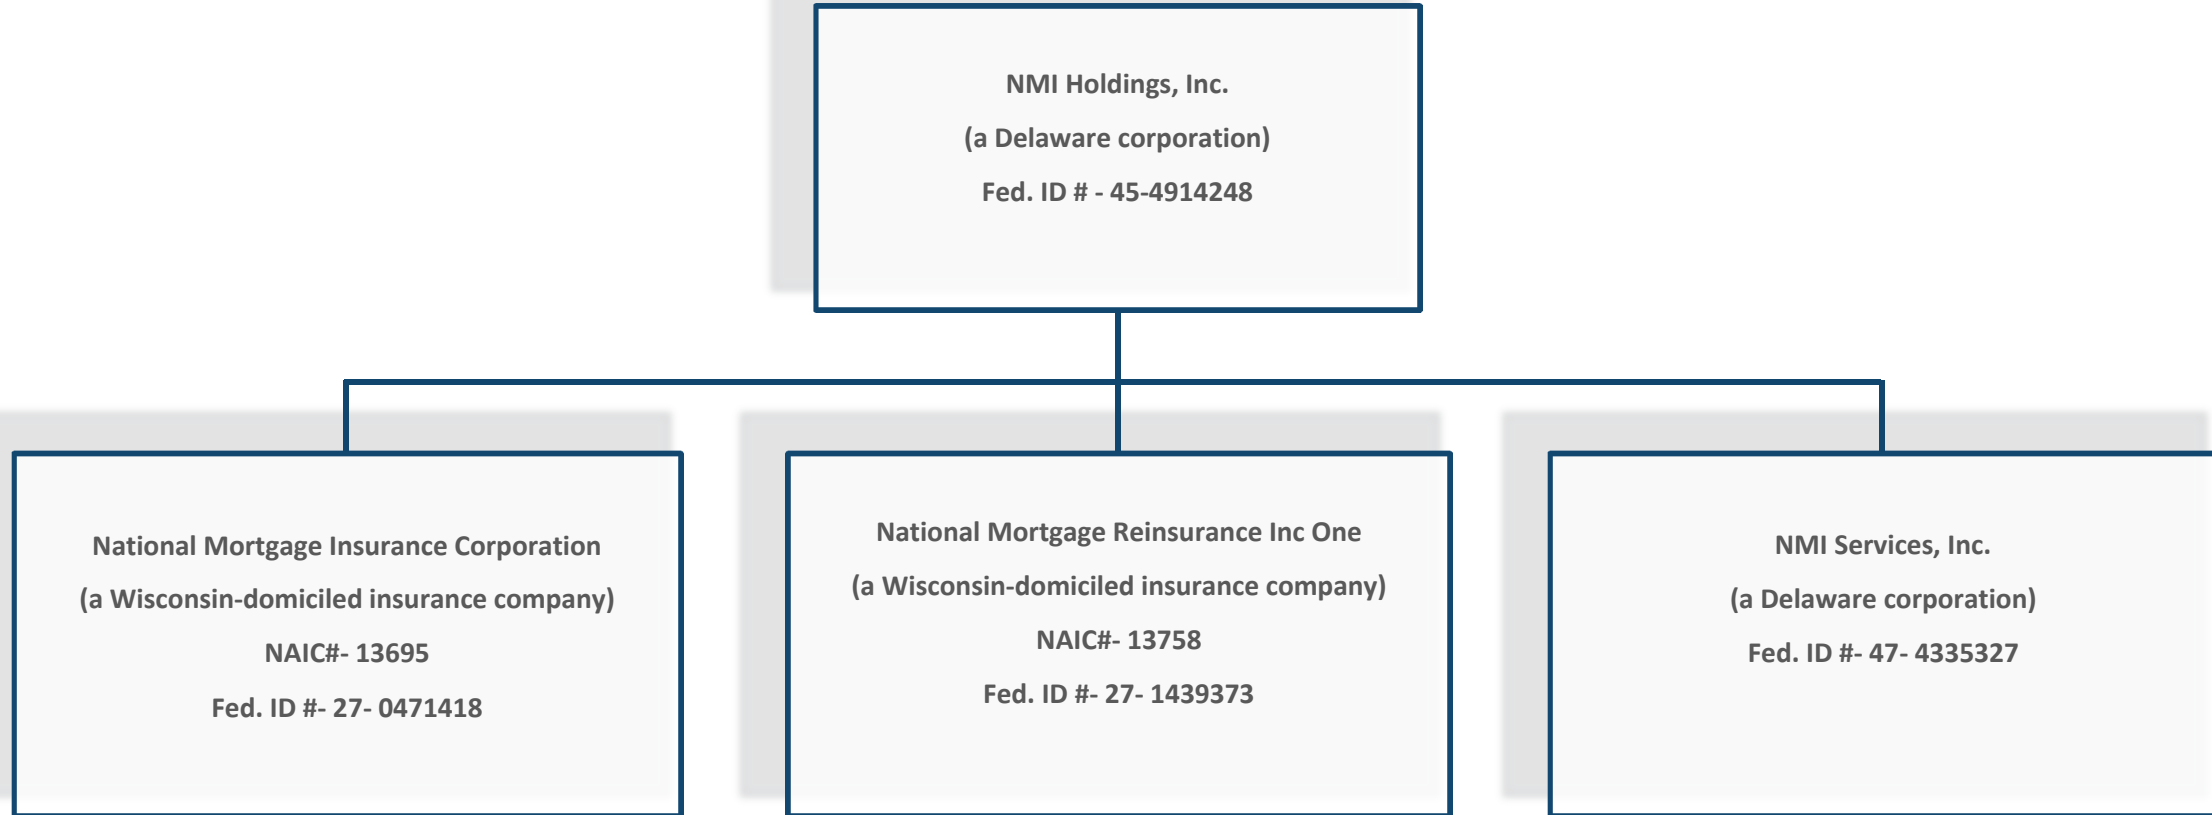 NMI Holdings, Inc.
(a Delaware corporation)
Fed. ID # - 45-4914248
National Mortgage Insurance Corporation
(a Wisconsin-domiciled insurance company)
NAIC#- 13695
Fed. ID #- 27- 0471418
National Mortgage Reinsurance Inc One
(a Wisconsin-domiciled insurance company)
NAIC#- 13758
Fed. ID #- 27- 1439373
NMI Services, Inc.
(a Delaware corporation)
Fed. ID #- 47- 4335327